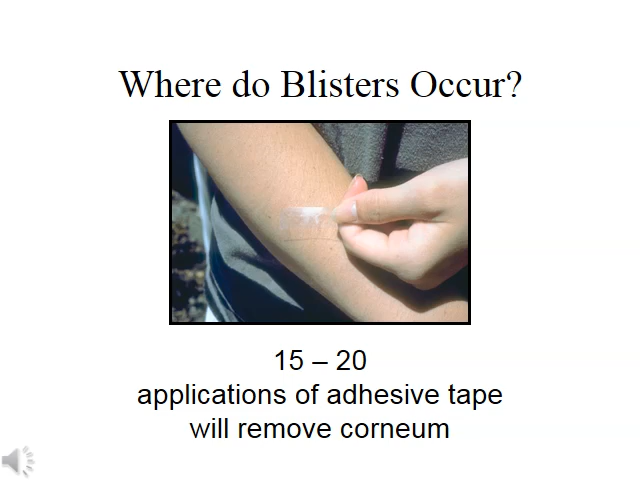 Where do Blisters Occur?
15 – 20
applications of adhesive tape
will remove corneum